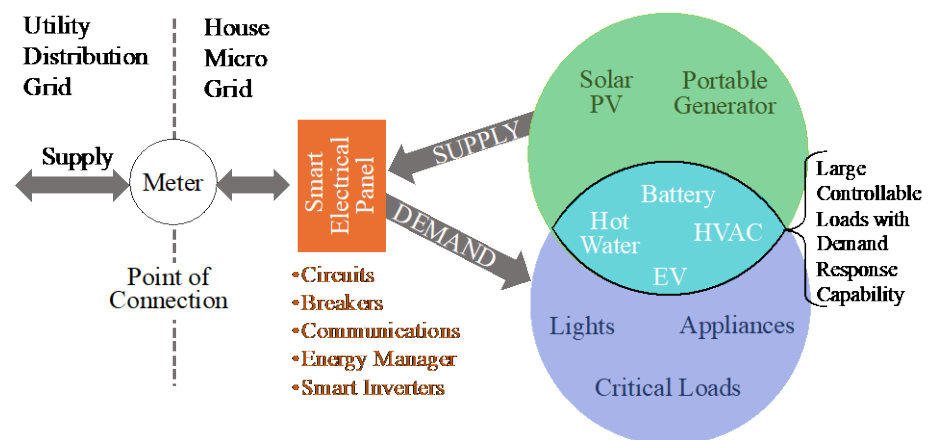 Utility
Distribution
Grid
House
Micro
Grid
Supply
Meter
Point of
Connection
Smart
Electrical
Panel
•Circuits
•Breakers
•Communications
•Energy Manager
•Smart Inverters
SUPPLY
DEMAND
Solar
PV
Portable
Generator
Battery
Hot
Water
HVAC
EV
Lights
Appliances
Critical Loads
Large
Controllable
Loads with
Demand
Response
Capability